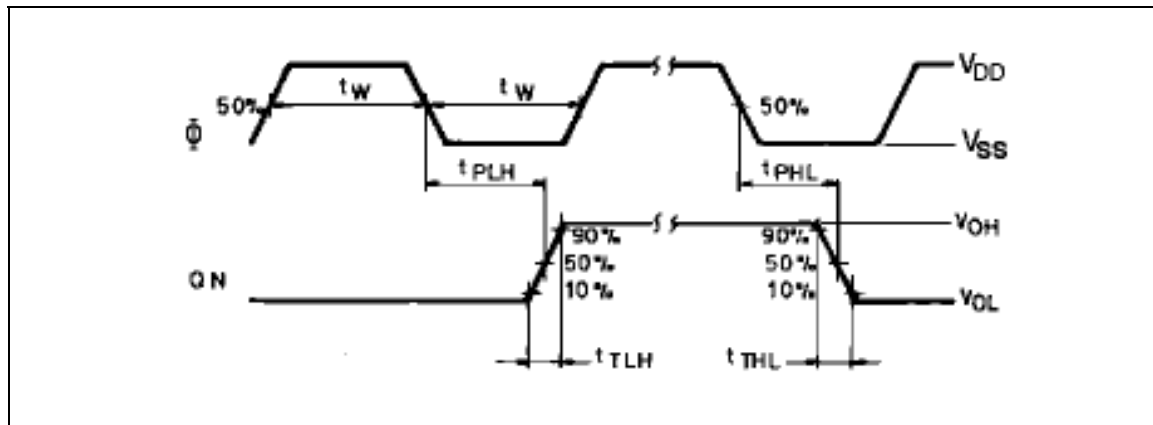 VDD
tW tW
50% 50%
Φ
VSS
tPLH tPHL
VOH
90% 90%
QN 50% 50%
10% 10%
VOL
tTLH tTHL